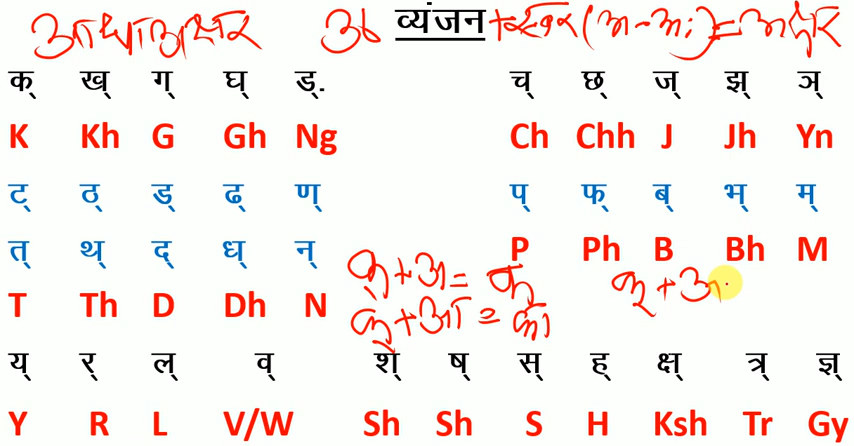 आधा अक्षर 36 व्यंजन + स्वर (अ - अः) = अक्षर
क् ख् ग् घ् ड्. च् छ् ज् झ् ञ्
K Kh G Gh Ng Ch Chh J Jh Yn
ट् ठ् ड् ढ् ण् प् फ् ब् भ् म्
त् थ् द् ध् न् P Ph B Bh M
क् + अ = क क् + अ
T Th D Dh N
क् + आ = का
य् र् ल् व् श् ष् स् ह् क्ष् त्र् ज्ञ्
Y R L V/W Sh Sh S H Ksh Tr Gy